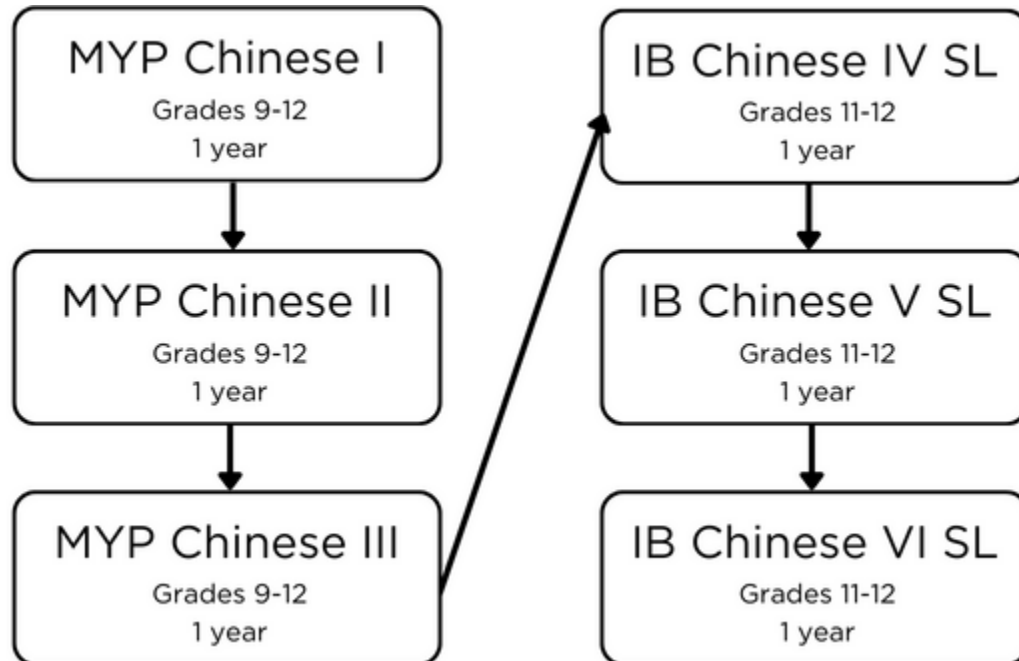 MYP Chinese I
Grades 9-12
1 year
MYP Chinese II
Grades 9-12
1 year
MYP Chinese III
Grades 9-12
1 year
IB Chinese IV SL
Grades 11-12
1 year
IB Chinese V SL
Grades 11-12
1 year
IB Chinese VI SL
Grades 11-12
1 year